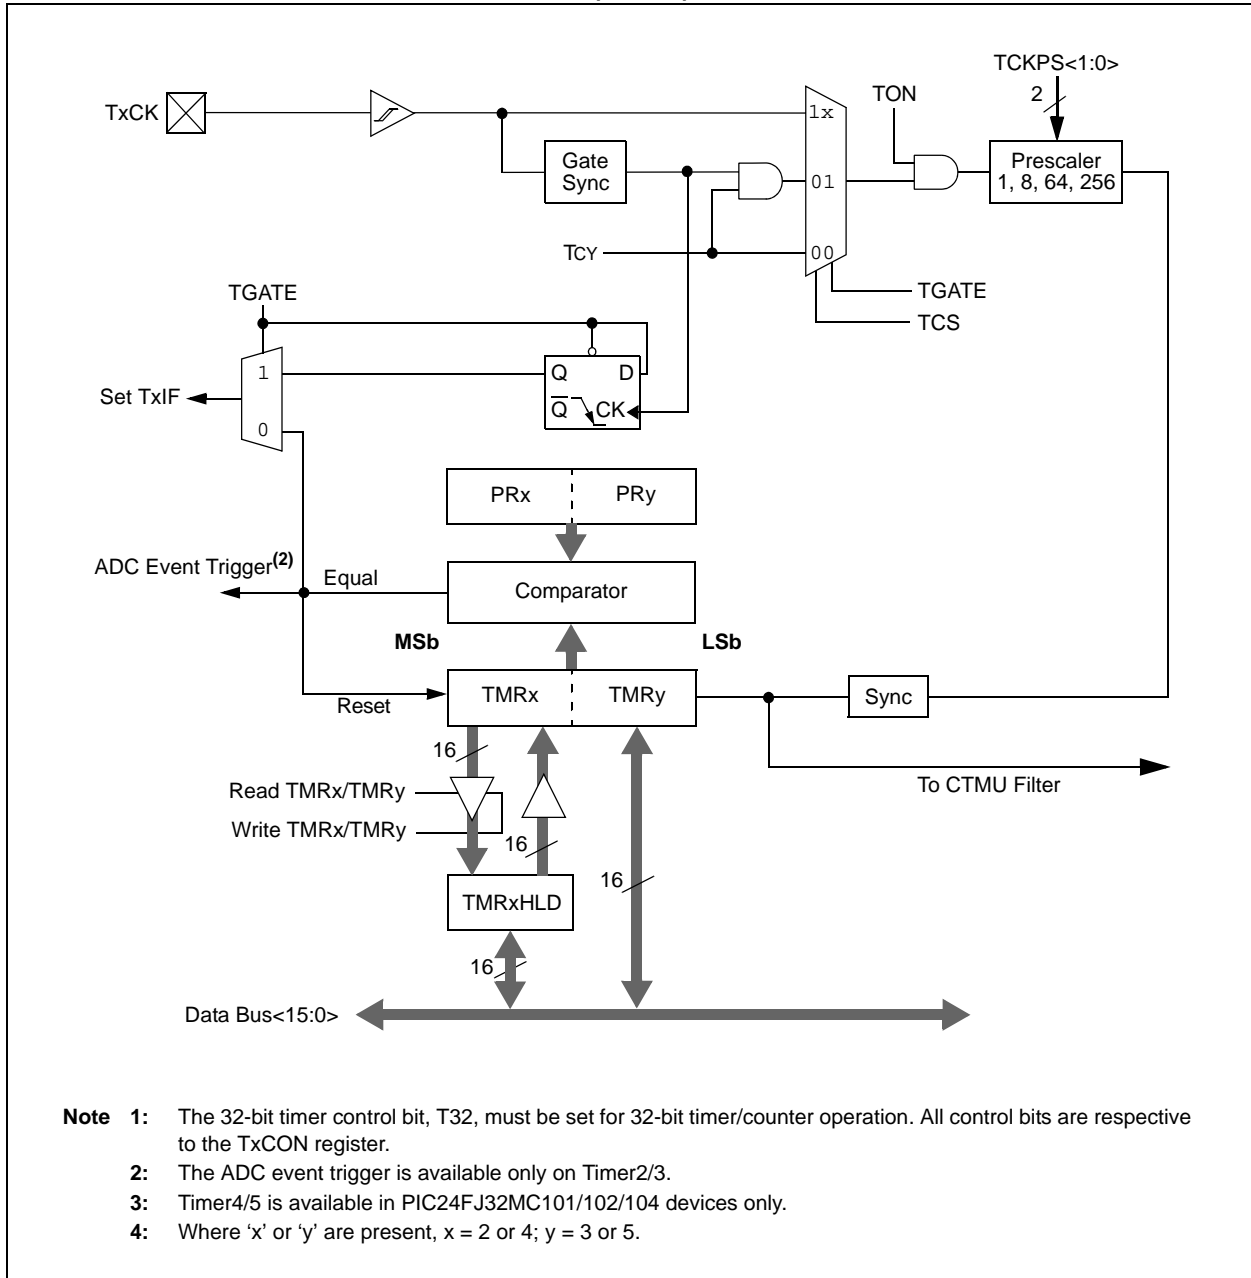 TCKPS<1:0>
2
TxCK
TON
1x
Gate
Sync
Prescaler
1, 8, 64, 256
01
TCY
00
TGATE
TCS
TGATE
1
Q D
Set TxIF
Q CK
0
PRx PRy
ADC Event Trigger(2)
Equal
Comparator
MSb LSb
TMRx TMRy
Sync
Reset
16
To CTMU Filter
Read TMRx/TMRy
Write TMRx/TMRy
16
16
TMRxHLD
16
Data Bus<15:0>
Note 1: The 32-bit timer control bit, T32, must be set for 32-bit timer/counter operation. All control bits are respective
to the TxCON register.
2: The ADC event trigger is available only on Timer2/3.
3: Timer4/5 is available in PIC24FJ32MC101/102/104 devices only.
4: Where ‘x’ or ‘y’ are present, x = 2 or 4; y = 3 or 5.